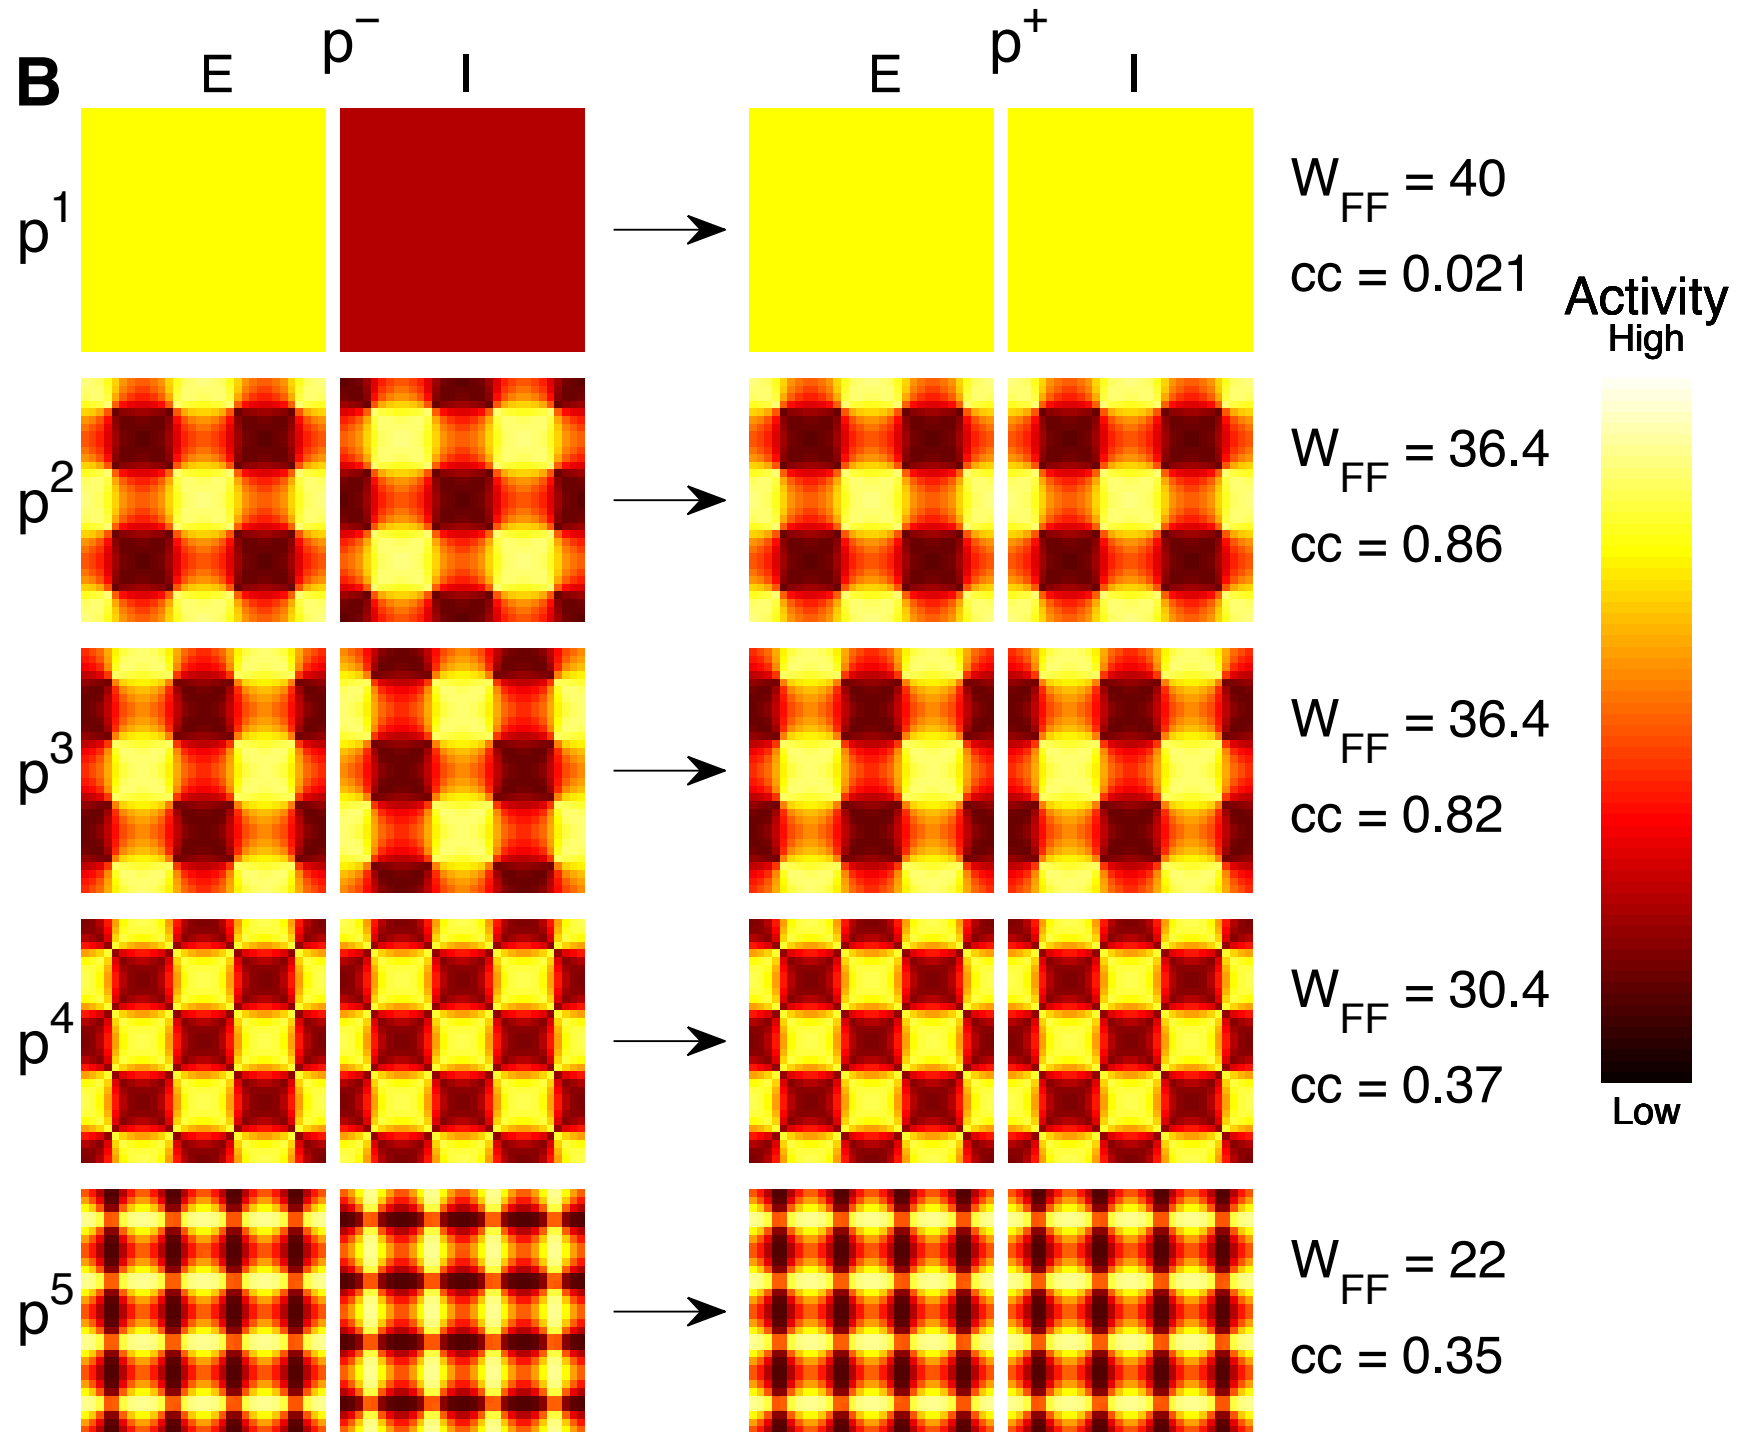 B
p⁻ p⁺
E I E I
p¹
W_FF = 40
cc = 0.021
Activity
High
p²
W_FF = 36.4
cc = 0.86
p³
W_FF = 36.4
cc = 0.82
p⁴
W_FF = 30.4
cc = 0.37
Low
p⁵
W_FF = 22
cc = 0.35